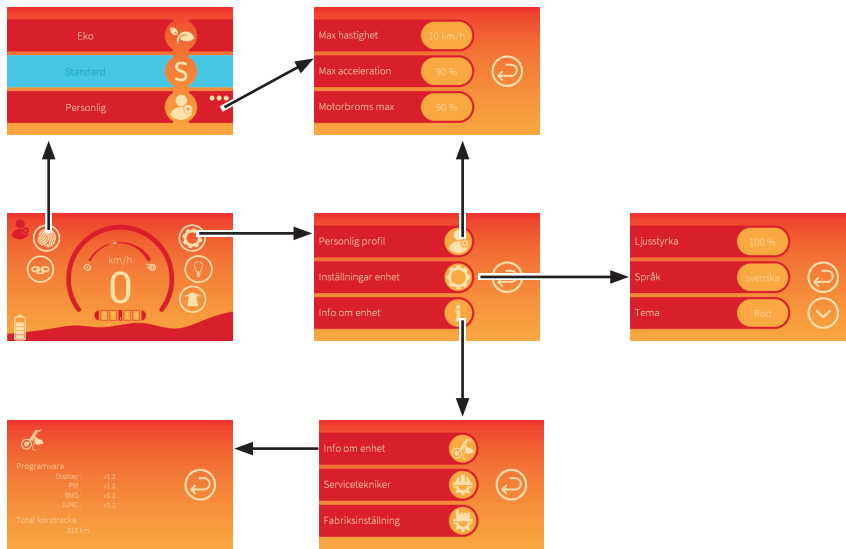 Eko
Standard
S
Personlig
Max hastighet 10 km/h
Max acceleration 90 %
Motorbroms max 90 %
km/h
0
Personlig profil
Inställningar enhet
Info om enhet i
Ljusstyrka 100 %
Språk svenska
Tema Röd
Programvara
Display : v1.2
PM : v1.2
BMS : v1.2
JUNC : v1.2
Total körstracka
313 km
Info om enhet
Servicetekniker
Fabriksinställning